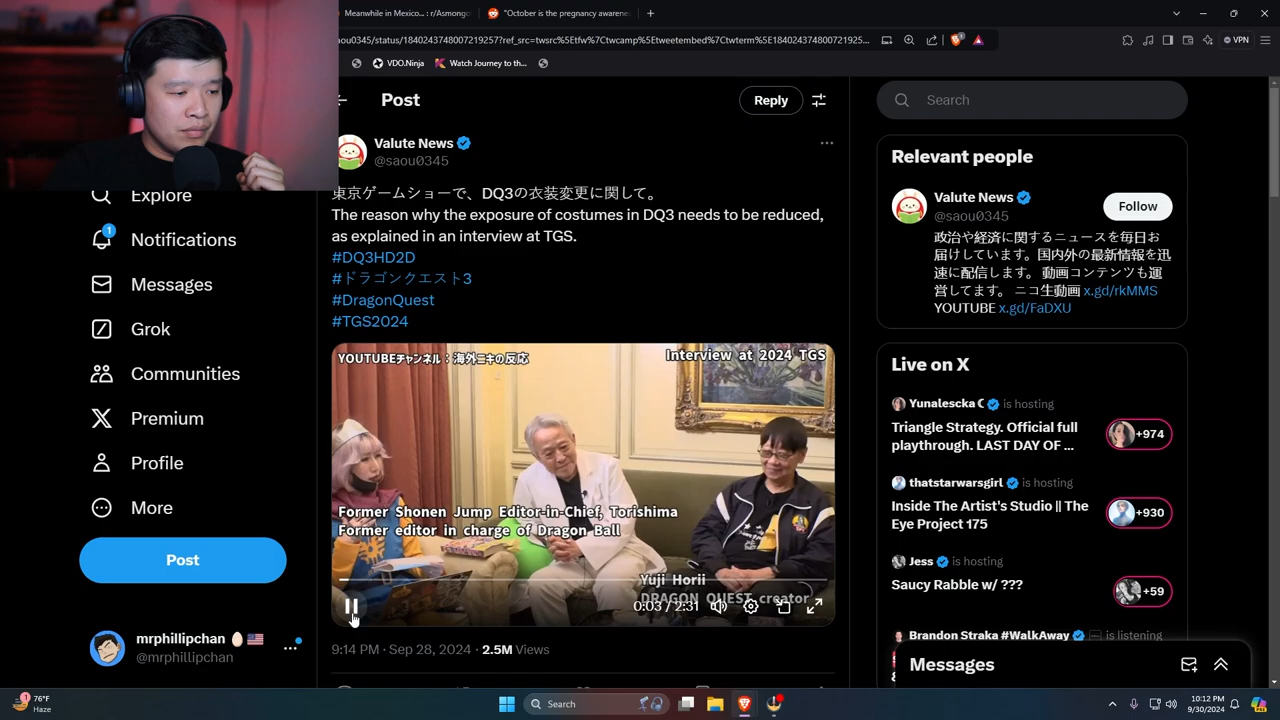 Meanwhile in Mexico... : r/Asmongo
"October is the pregnancy awarene
aou0345/status/1840243748007219257?ref_src=twsrc%5Etfw%7Ctwcamp%5Etweetembed%7Ctwterm%5E184024374800721925...
VPN
VDO.Ninja
Watch Journey to th...
Post
Reply
Search
Valute News
@saou0345
東京ゲームショーで、DQ3の衣装変更に関して。
The reason why the exposure of costumes in DQ3 needs to be reduced,
as explained in an interview at TGS.
#DQ3HD2D
#ドラゴンクエスト3
#DragonQuest
#TGS2024
YOUTUBEチャンネル：海外ニキの反応
Interview at 2024 TGS
Former Shonen Jump Editor-in-Chief, Torishima
Former editor in charge of Dragon Ball
Yuji Horii
DRAGON QUEST creator
0:03 / 2:31
9:14 PM · Sep 28, 2024 · 2.5M Views
Explore
1
Notifications
Messages
Grok
Communities
Premium
Profile
More
Post
mrphillipchan
@mrphillipchan
Relevant people
Valute News
@saou0345
Follow
政治や経済に関するニュースを毎日お
届けしています。国内外の最新情報を迅
速に配信します。 動画コンテンツも運
営してます。 ニコ生動画 x.gd/rkMMS
YOUTUBE x.gd/FaDXU
Live on X
Yunalescka is hosting
Triangle Strategy. Official full
playthrough. LAST DAY OF ...
+974
thatstarwarsgirl is hosting
Inside The Artist's Studio || The
Eye Project 175
+930
Jess is hosting
Saucy Rabble w/ ???
+59
Brandon Straka #WalkAway is listening
Messages
1
76°F
Haze
Search
10:12 PM
9/30/2024